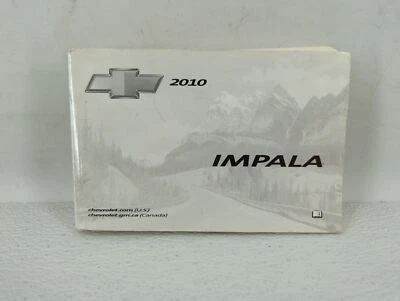 2010
IMPALA
chevrolet.com (U.S.)
chevrolet.gm.ca (Canada)